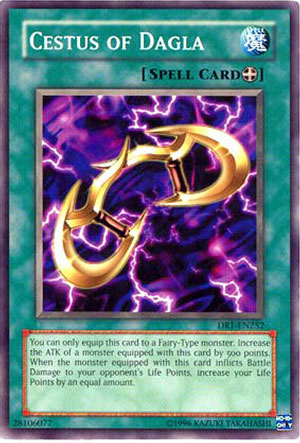 CESTUS OF DAGLA
[SPELL CARD]
DR1-EN252
You can only equip this card to a Fairy-Type monster. Increase
the ATK of a monster equipped with this card by 500 points.
When the monster equipped with this card inflicts Battle
Damage to your opponent's Life Points, increase your Life
Points by an equal amount.
28106077
©1996 KAZUKI TAKAHASHI